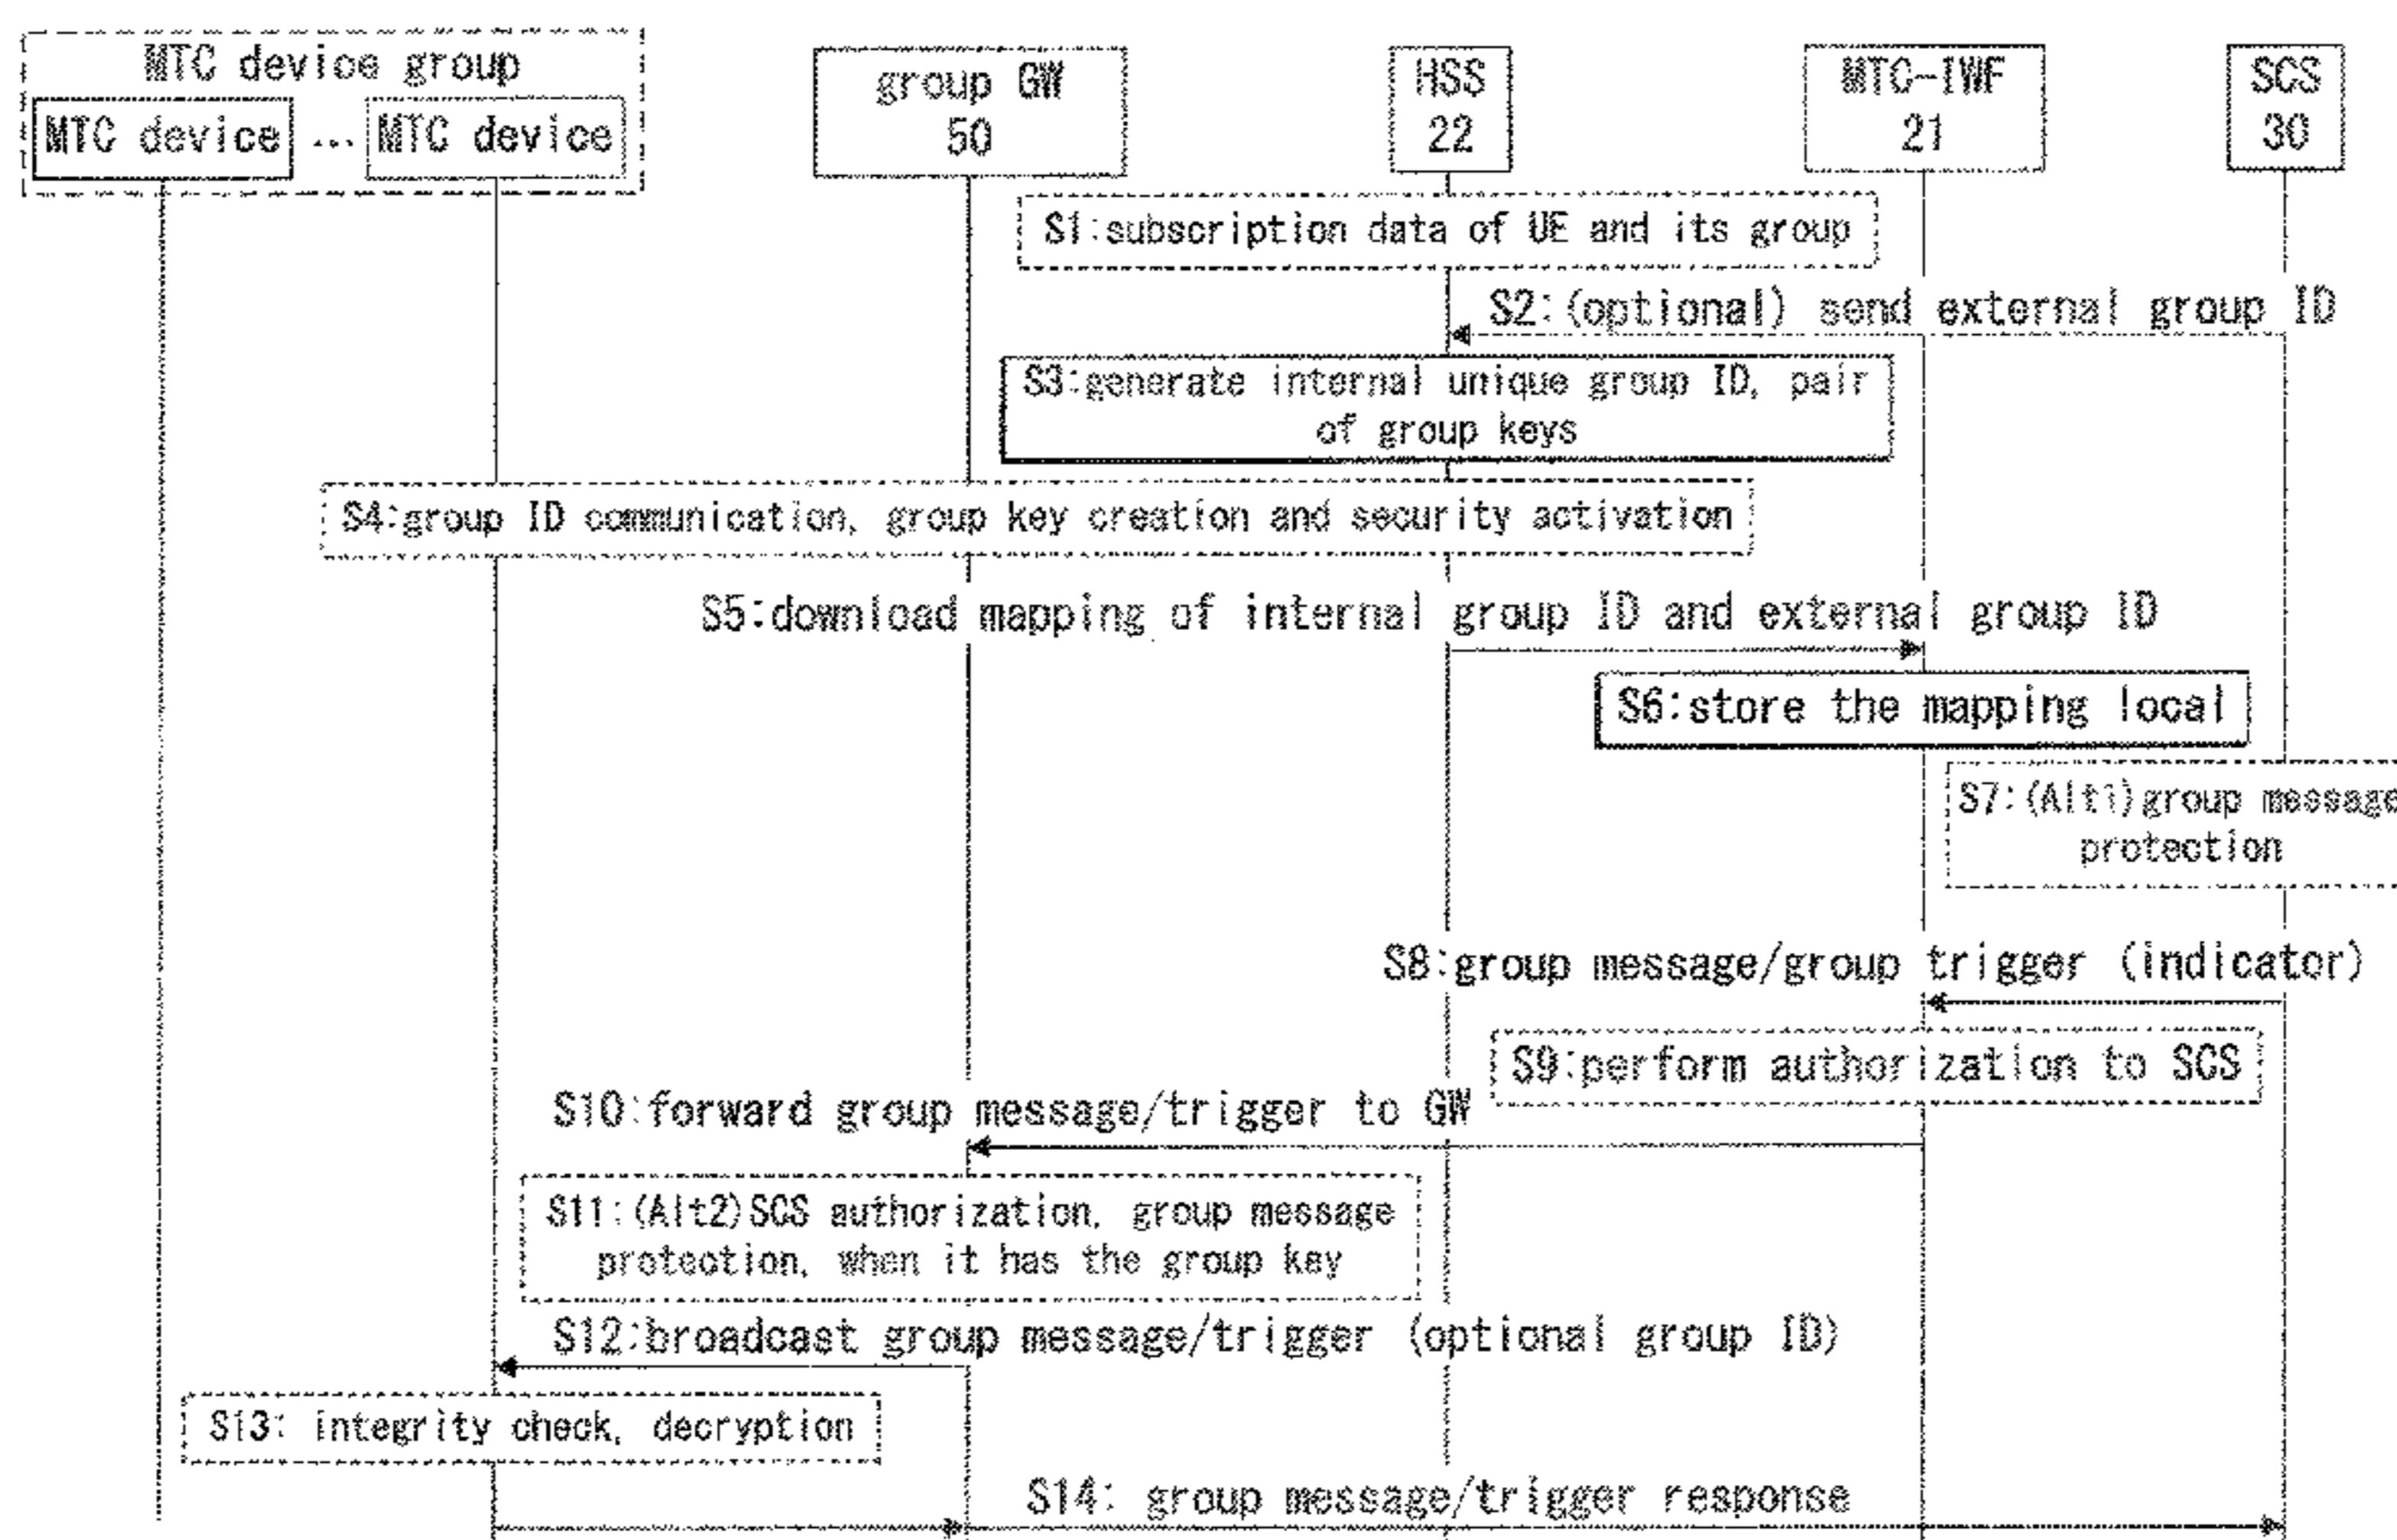 MTC device group
MTC device ... MTC device
group GW
50
HSS
22
MTC-IWF
21
SCS
30
S1:subscription data of UE and its group
S2:(optional) send external group ID
S3:generate internal unique group ID, pair
of group keys
S4:group ID communication, group key creation and security activation
S5:download mapping of internal group ID and external group ID
S6:store the mapping local
S7:(Alt1)group message
protection
S8:group message/group trigger (indicator)
S9:perform authorization to SCS
S10:forward group message/trigger to GW
S11:(Alt2)SCS authorization, group message
protection, when it has the group key
S12:broadcast group message/trigger (optional group ID)
S13: integrity check, decryption
S14: group message/trigger response